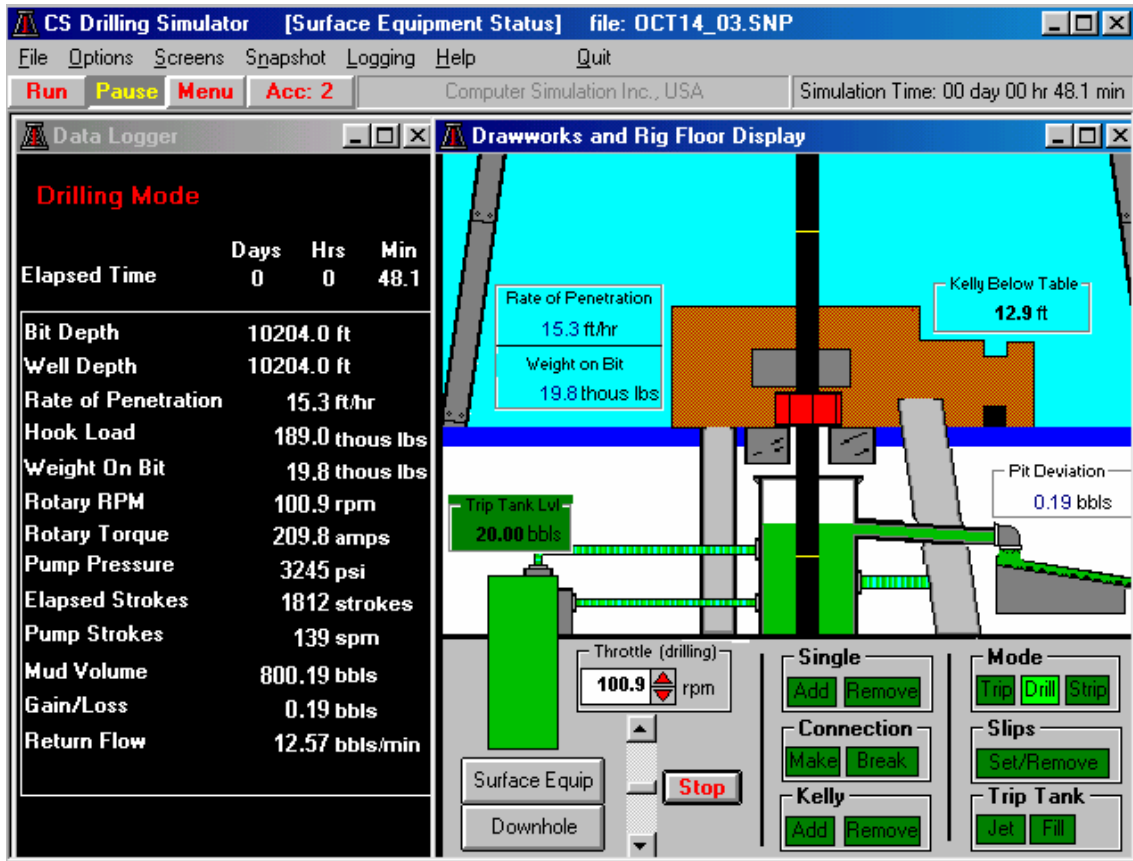 CS Drilling Simulator [Surface Equipment Status] file: OCT14_03.SNP
File Options Screens Snapshot Logging Help Quit
Run Pause Menu Acc: 2 Computer Simulation Inc., USA Simulation Time: 00 day 00 hr 48.1 min
Data Logger
Drilling Mode
Days Hrs Min
Elapsed Time 0 0 48.1
Bit Depth 10204.0 ft
Well Depth 10204.0 ft
Rate of Penetration 15.3 ft/hr
Hook Load 189.0 thous lbs
Weight On Bit 19.8 thous lbs
Rotary RPM 100.9 rpm
Rotary Torque 209.8 amps
Pump Pressure 3245 psi
Elapsed Strokes 1812 strokes
Pump Strokes 139 spm
Mud Volume 800.19 bbls
Gain/Loss 0.19 bbls
Return Flow 12.57 bbls/min
Drawworks and Rig Floor Display
Rate of Penetration
15.3 ft/hr
Weight on Bit
19.8 thous lbs
Kelly Below Table
12.9 ft
Pit Deviation
0.19 bbls
Trip Tank Lvl
20.00 bbls
Throttle (drilling)
100.9 rpm
Surface Equip
Downhole
Stop
Single
Add Remove
Connection
Make Break
Kelly
Add Remove
Mode
Trip Drill Strip
Slips
Set/Remove
Trip Tank
Jet Fill